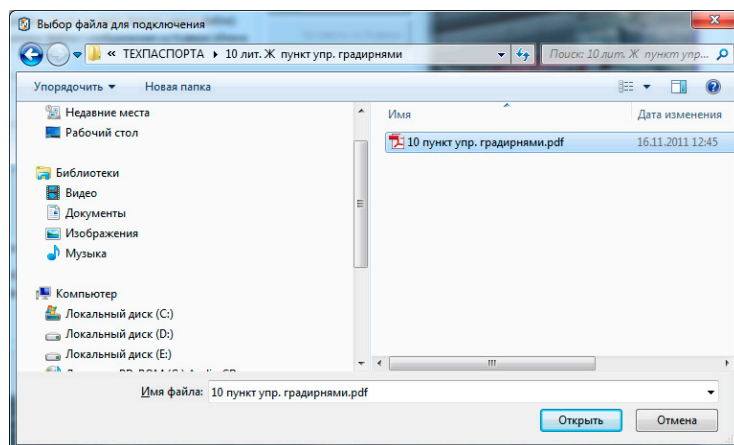 Выбор файла для подключения
« ТЕХПАСПОРТА ▸ 10 лит. Ж пункт упр. градирнями
Поиск: 10 лит. Ж пункт упр...
Упорядочить ▾ Новая папка
Недавние места
Рабочий стол
Библиотеки
Видео
Документы
Изображения
Музыка
Компьютер
Локальный диск (C:)
Локальный диск (D:)
Локальный диск (E:)
Имя Дата изменения
10 пункт упр. градирнями.pdf 16.11.2011 12:45
Имя файла: 10 пункт упр. градирнями.pdf
Открыть Отмена